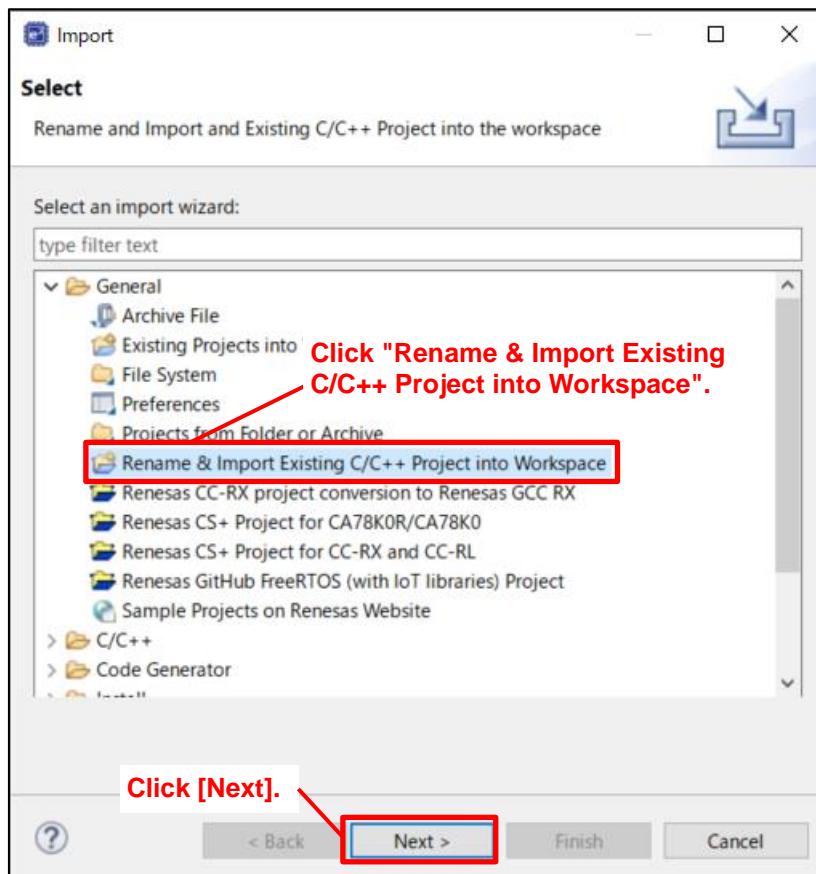 Import
Select
Rename and Import and Existing C/C++ Project into the workspace
Select an import wizard:
type filter text
General
Archive File
Existing Projects into
Click "Rename & Import Existing
C/C++ Project into Workspace".
File System
Preferences
Projects from Folder or Archive
Rename & Import Existing C/C++ Project into Workspace
Renesas CC-RX project conversion to Renesas GCC RX
Renesas CS+ Project for CA78K0R/CA78K0
Renesas CS+ Project for CC-RX and CC-RL
Renesas GitHub FreeRTOS (with IoT libraries) Project
Sample Projects on Renesas Website
> C/C++
> Code Generator
Click [Next].
< Back
Next >
Finish
Cancel